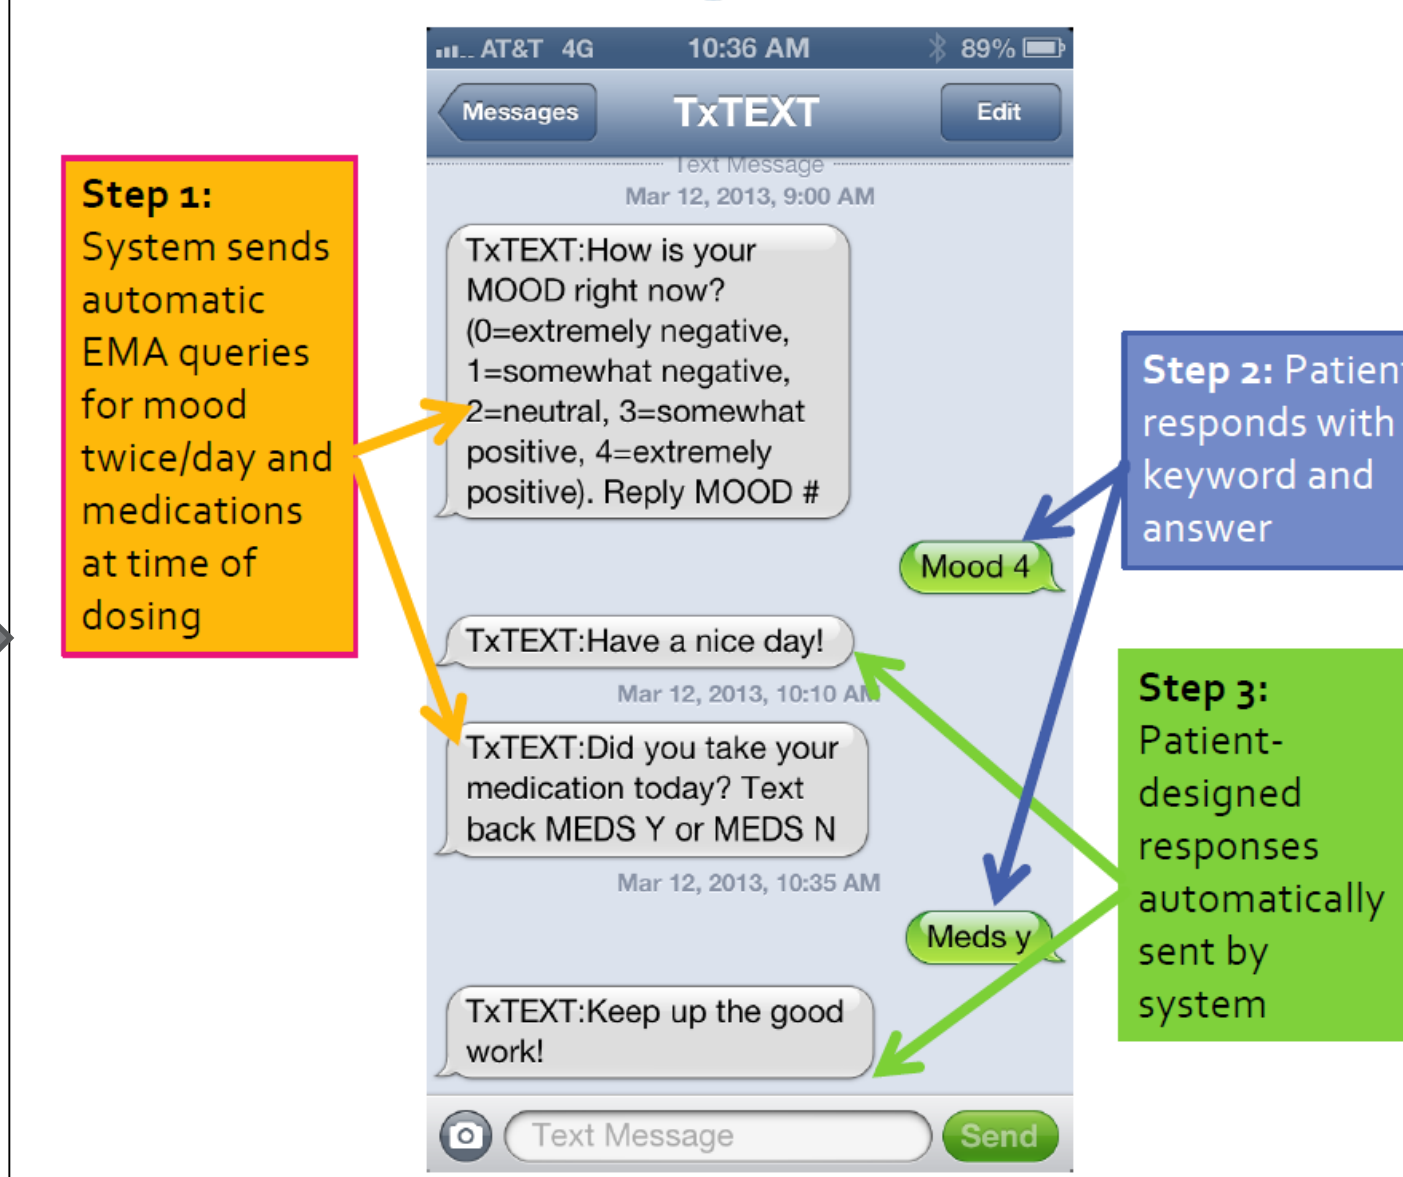 AT&T 4G 10:36 AM 89%
Messages TxTEXT Edit
Text Message
Mar 12, 2013, 9:00 AM
Step 1:
System sends
automatic
EMA queries
for mood
twice/day and
medications
at time of
dosing
TxTEXT:How is your
MOOD right now?
(0=extremely negative,
1=somewhat negative,
2=neutral, 3=somewhat
positive, 4=extremely
positive). Reply MOOD #
Step 2: Patient
responds with
keyword and
answer
Mood 4
TxTEXT:Have a nice day!
Mar 12, 2013, 10:10 AM
TxTEXT:Did you take your
medication today? Text
back MEDS Y or MEDS N
Mar 12, 2013, 10:35 AM
Meds y
TxTEXT:Keep up the good
work!
Step 3:
Patient-
designed
responses
automatically
sent by
system
Text Message
Send